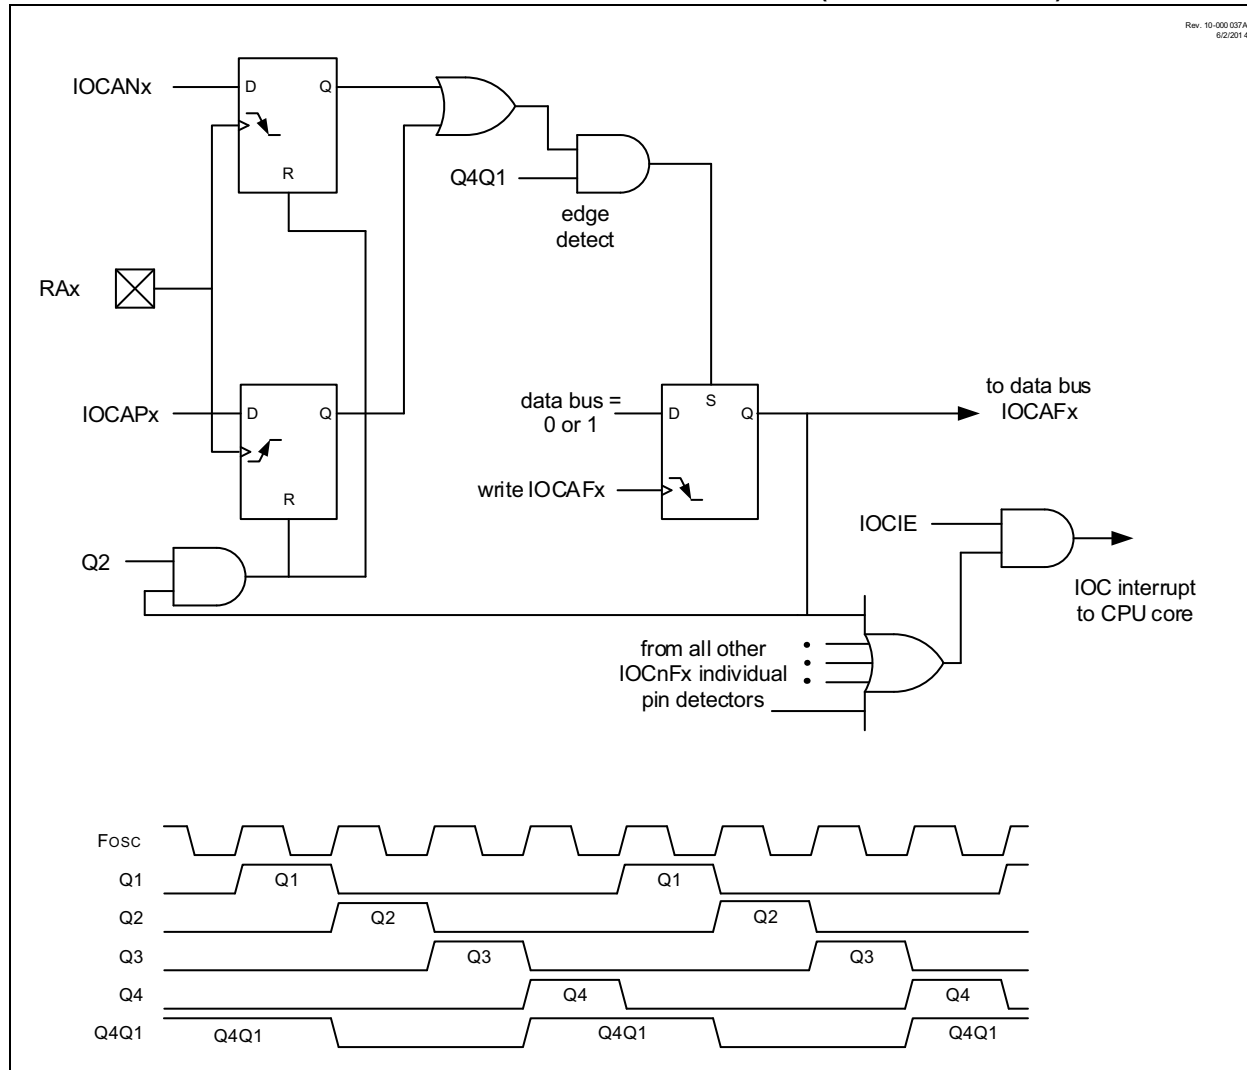 Rev. 10-000037A
6/2/2014
IOCANx
D
Q
R
Q4Q1
edge
detect
RAx
IOCAPx
D
Q
R
data bus =
0 or 1
D
S
Q
to data bus
IOCAFx
write IOCAFx
IOCIE
Q2
IOC interrupt
to CPU core
from all other
IOCnFx individual
pin detectors
FOSC
Q1
Q1
Q1
Q2
Q2
Q2
Q3
Q3
Q3
Q4
Q4
Q4
Q4Q1
Q4Q1
Q4Q1
Q4Q1